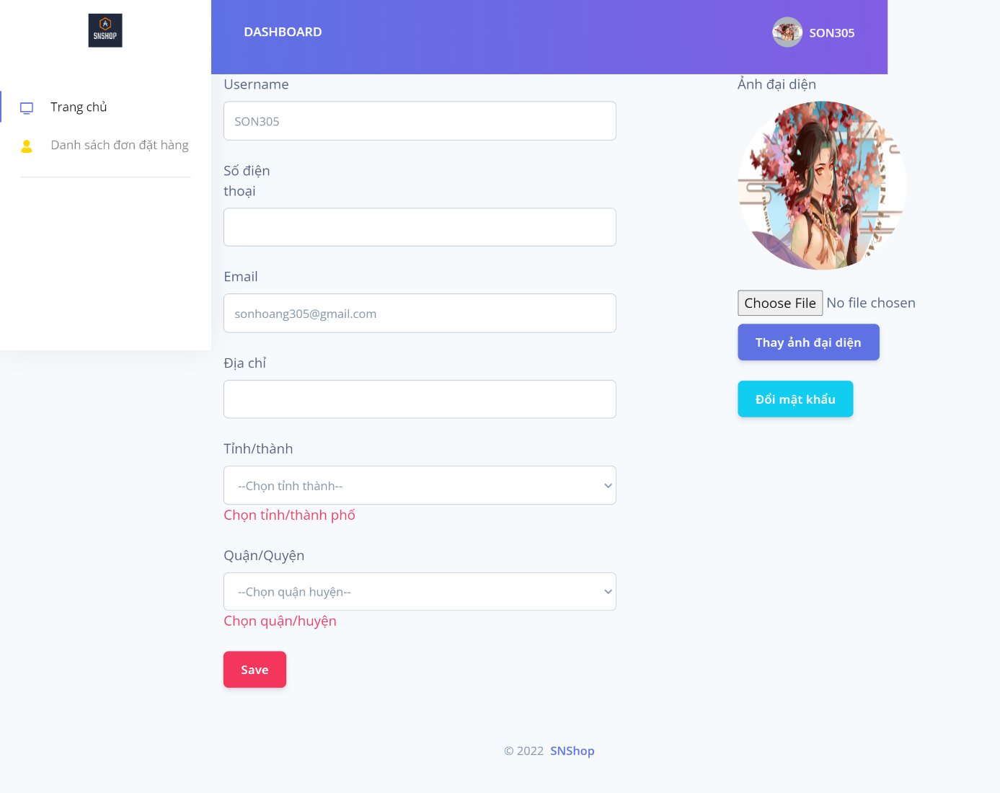 SNSHOP
DASHBOARD
SON305
Trang chủ
Danh sách đơn đặt hàng
Username
SON305
Số điện
thoại
Email
sonhoang305@gmail.com
Địa chỉ
Tỉnh/thành
--Chọn tỉnh thành--
Chọn tỉnh/thành phố
Quận/Quyện
--Chọn quận huyện--
Chọn quận/huyện
Save
Ảnh đại diện
Choose File No file chosen
Thay ảnh đại diện
Đổi mật khẩu
© 2022 SNShop